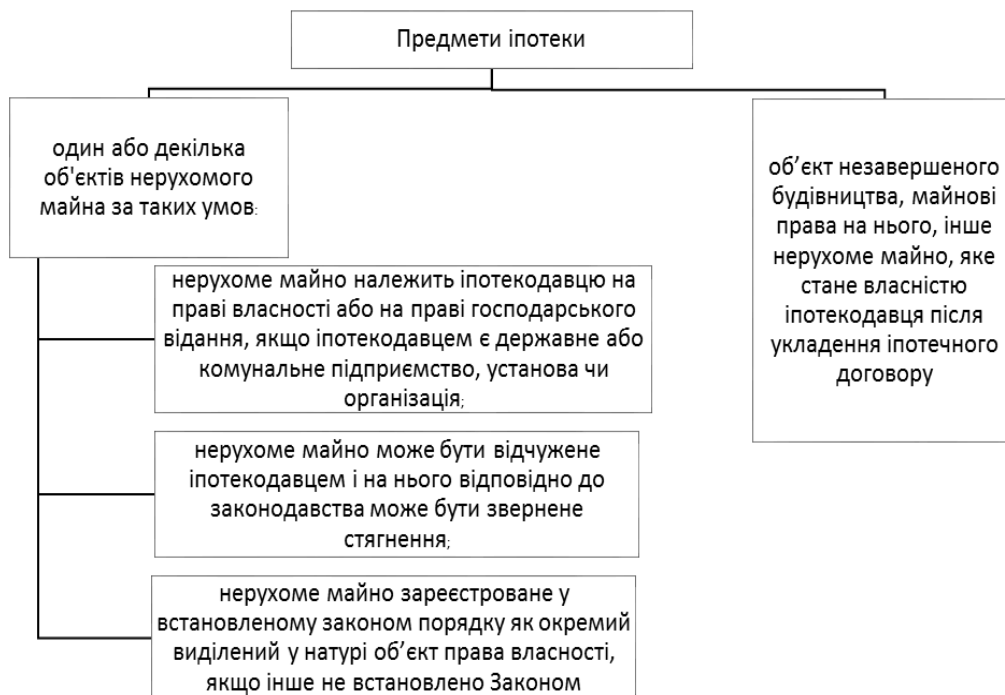 Предмети іпотеки
один або декілька
об'єктів нерухомого
майна за таких умов:
нерухоме майно належить іпотекодавцю на
праві власності або на праві господарського
відання, якщо іпотекодавцем є державне або
комунальне підприємство, установа чи
організація;
нерухоме майно може бути відчужене
іпотекодавцем і на нього відповідно до
законодавства може бути звернене
стягнення;
нерухоме майно зареєстроване у
встановленому законом порядку як окремий
виділений у натурі об’єкт права власності,
якщо інше не встановлено Законом
об’єкт незавершеного
будівництва, майнові
права на нього, інше
нерухоме майно, яке
стане власністю
іпотекодавця після
укладення іпотечного
договору